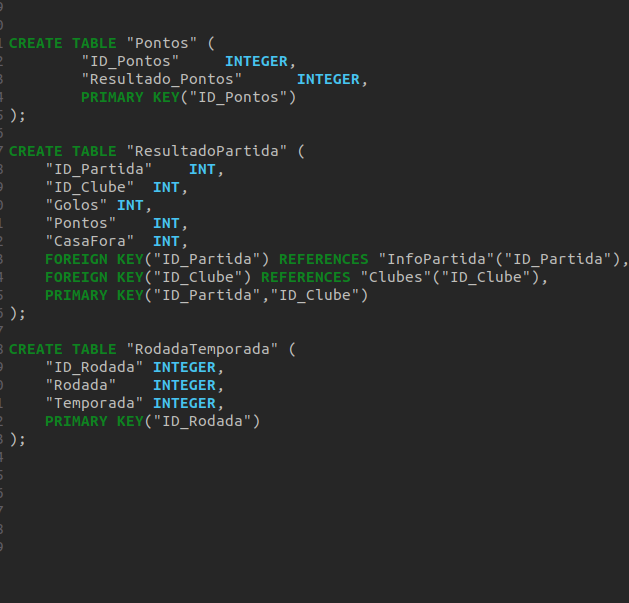 CREATE TABLE "Pontos" (
"ID_Pontos" INTEGER,
"Resultado_Pontos" INTEGER,
PRIMARY KEY("ID_Pontos")
);
CREATE TABLE "ResultadoPartida" (
"ID_Partida" INT,
"ID_Clube" INT,
"Golos" INT,
"Pontos" INT,
"CasaFora" INT,
FOREIGN KEY("ID_Partida") REFERENCES "InfoPartida"("ID_Partida"),
FOREIGN KEY("ID_Clube") REFERENCES "Clubes"("ID_Clube"),
PRIMARY KEY("ID_Partida","ID_Clube")
);
CREATE TABLE "RodadaTemporada" (
"ID_Rodada" INTEGER,
"Rodada" INTEGER,
"Temporada" INTEGER,
PRIMARY KEY("ID_Rodada")
);